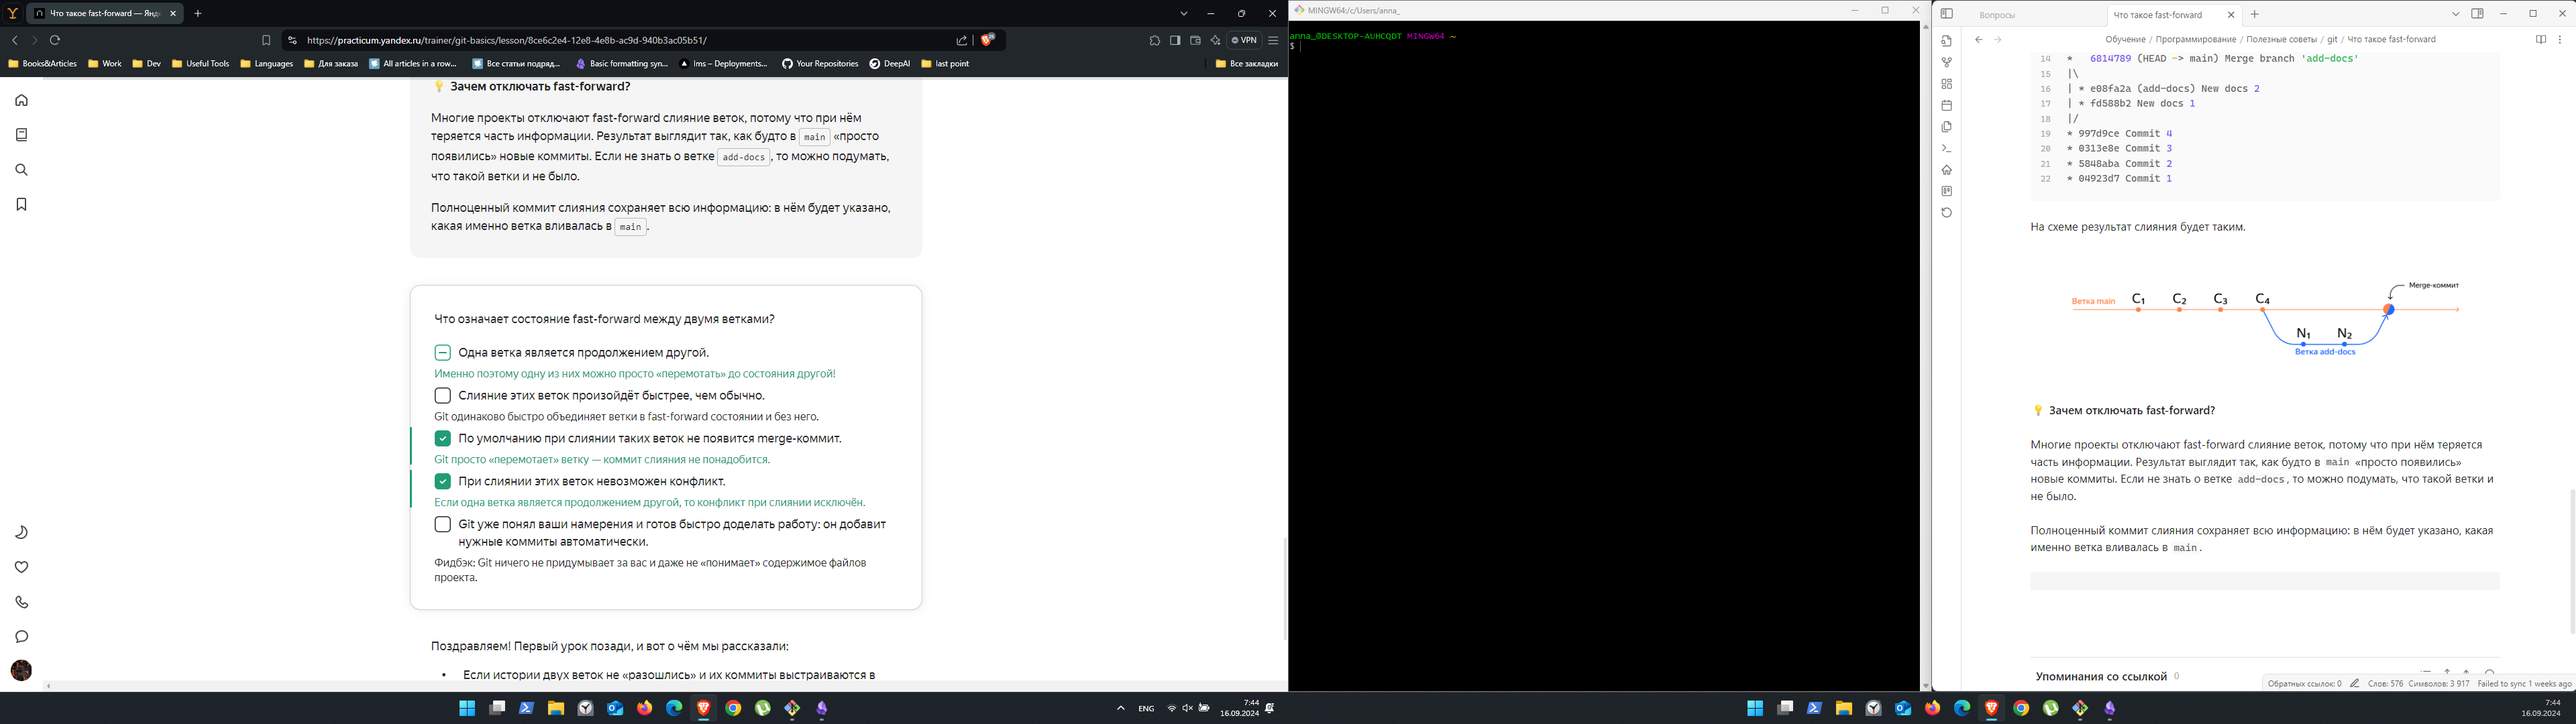 Что такое fast-forward — Янд
https://practicum.yandex.ru/trainer/git-basics/lesson/8ce6c2e4-12e8-4e8b-ac9d-940b3ac05b51/
VPN
Books&Articles Work Dev Useful Tools Languages Для заказа All articles in a row... Все статьи подряд,... Basic formatting syn... lms – Deployments... Your Repositories DeepAI last point Все закладки
💡 Зачем отключать fast-forward?
Многие проекты отключают fast-forward слияние веток, потому что при нём
теряется часть информации. Результат выглядит так, как будто в main «просто
появились» новые коммиты. Если не знать о ветке add-docs, то можно подумать,
что такой ветки и не было.
Полноценный коммит слияния сохраняет всю информацию: в нём будет указано,
какая именно ветка вливалась в main.
Что означает состояние fast-forward между двумя ветками?
Одна ветка является продолжением другой.
Именно поэтому одну из них можно просто «перемотать» до состояния другой!
Слияние этих веток произойдёт быстрее, чем обычно.
Git одинаково быстро объединяет ветки в fast-forward состоянии и без него.
По умолчанию при слиянии таких веток не появится merge-коммит.
Git просто «перемотает» ветку — коммит слияния не понадобится.
При слиянии этих веток невозможен конфликт.
Если одна ветка является продолжением другой, то конфликт при слиянии исключён.
Git уже понял ваши намерения и готов быстро доделать работу: он добавит
нужные коммиты автоматически.
Фидбэк: Git ничего не придумывает за вас и даже не «понимает» содержимое файлов
проекта.
Поздравляем! Первый урок позади, и вот о чём мы рассказали:
• Если истории двух веток не «разошлись» и их коммиты выстраиваются в
ENG
7:44
16.09.2024
MINGW64:/c/Users/anna_
anna_@DESKTOP-AUHCQDT MINGW64 ~
$
Вопросы
Что такое fast-forward
Обучение / Программирование / Полезные советы / git / Что такое fast-forward
14 * 6814789 (HEAD -> main) Merge branch 'add-docs'
15 |\
16 | * e08fa2a (add-docs) New docs 2
17 | * fd588b2 New docs 1
18 |/
19 * 997d9ce Commit 4
20 * 0313e8e Commit 3
21 * 5848aba Commit 2
22 * 04923d7 Commit 1
На схеме результат слияния будет таким.
Merge-коммит
Ветка main C1 C2 C3 C4
N1 N2
Ветка add-docs
💡 Зачем отключать fast-forward?
Многие проекты отключают fast-forward слияние веток, потому что при нём теряется
часть информации. Результат выглядит так, как будто в main «просто появились»
новые коммиты. Если не знать о ветке add-docs, то можно подумать, что такой ветки и
не было.
Полноценный коммит слияния сохраняет всю информацию: в нём будет указано, какая
именно ветка вливалась в main.
Упоминания со ссылкой 0
Обратных ссылок: 0 Слов: 576 Символов: 3 917 Failed to sync 1 weeks ago
7:44
16.09.2024